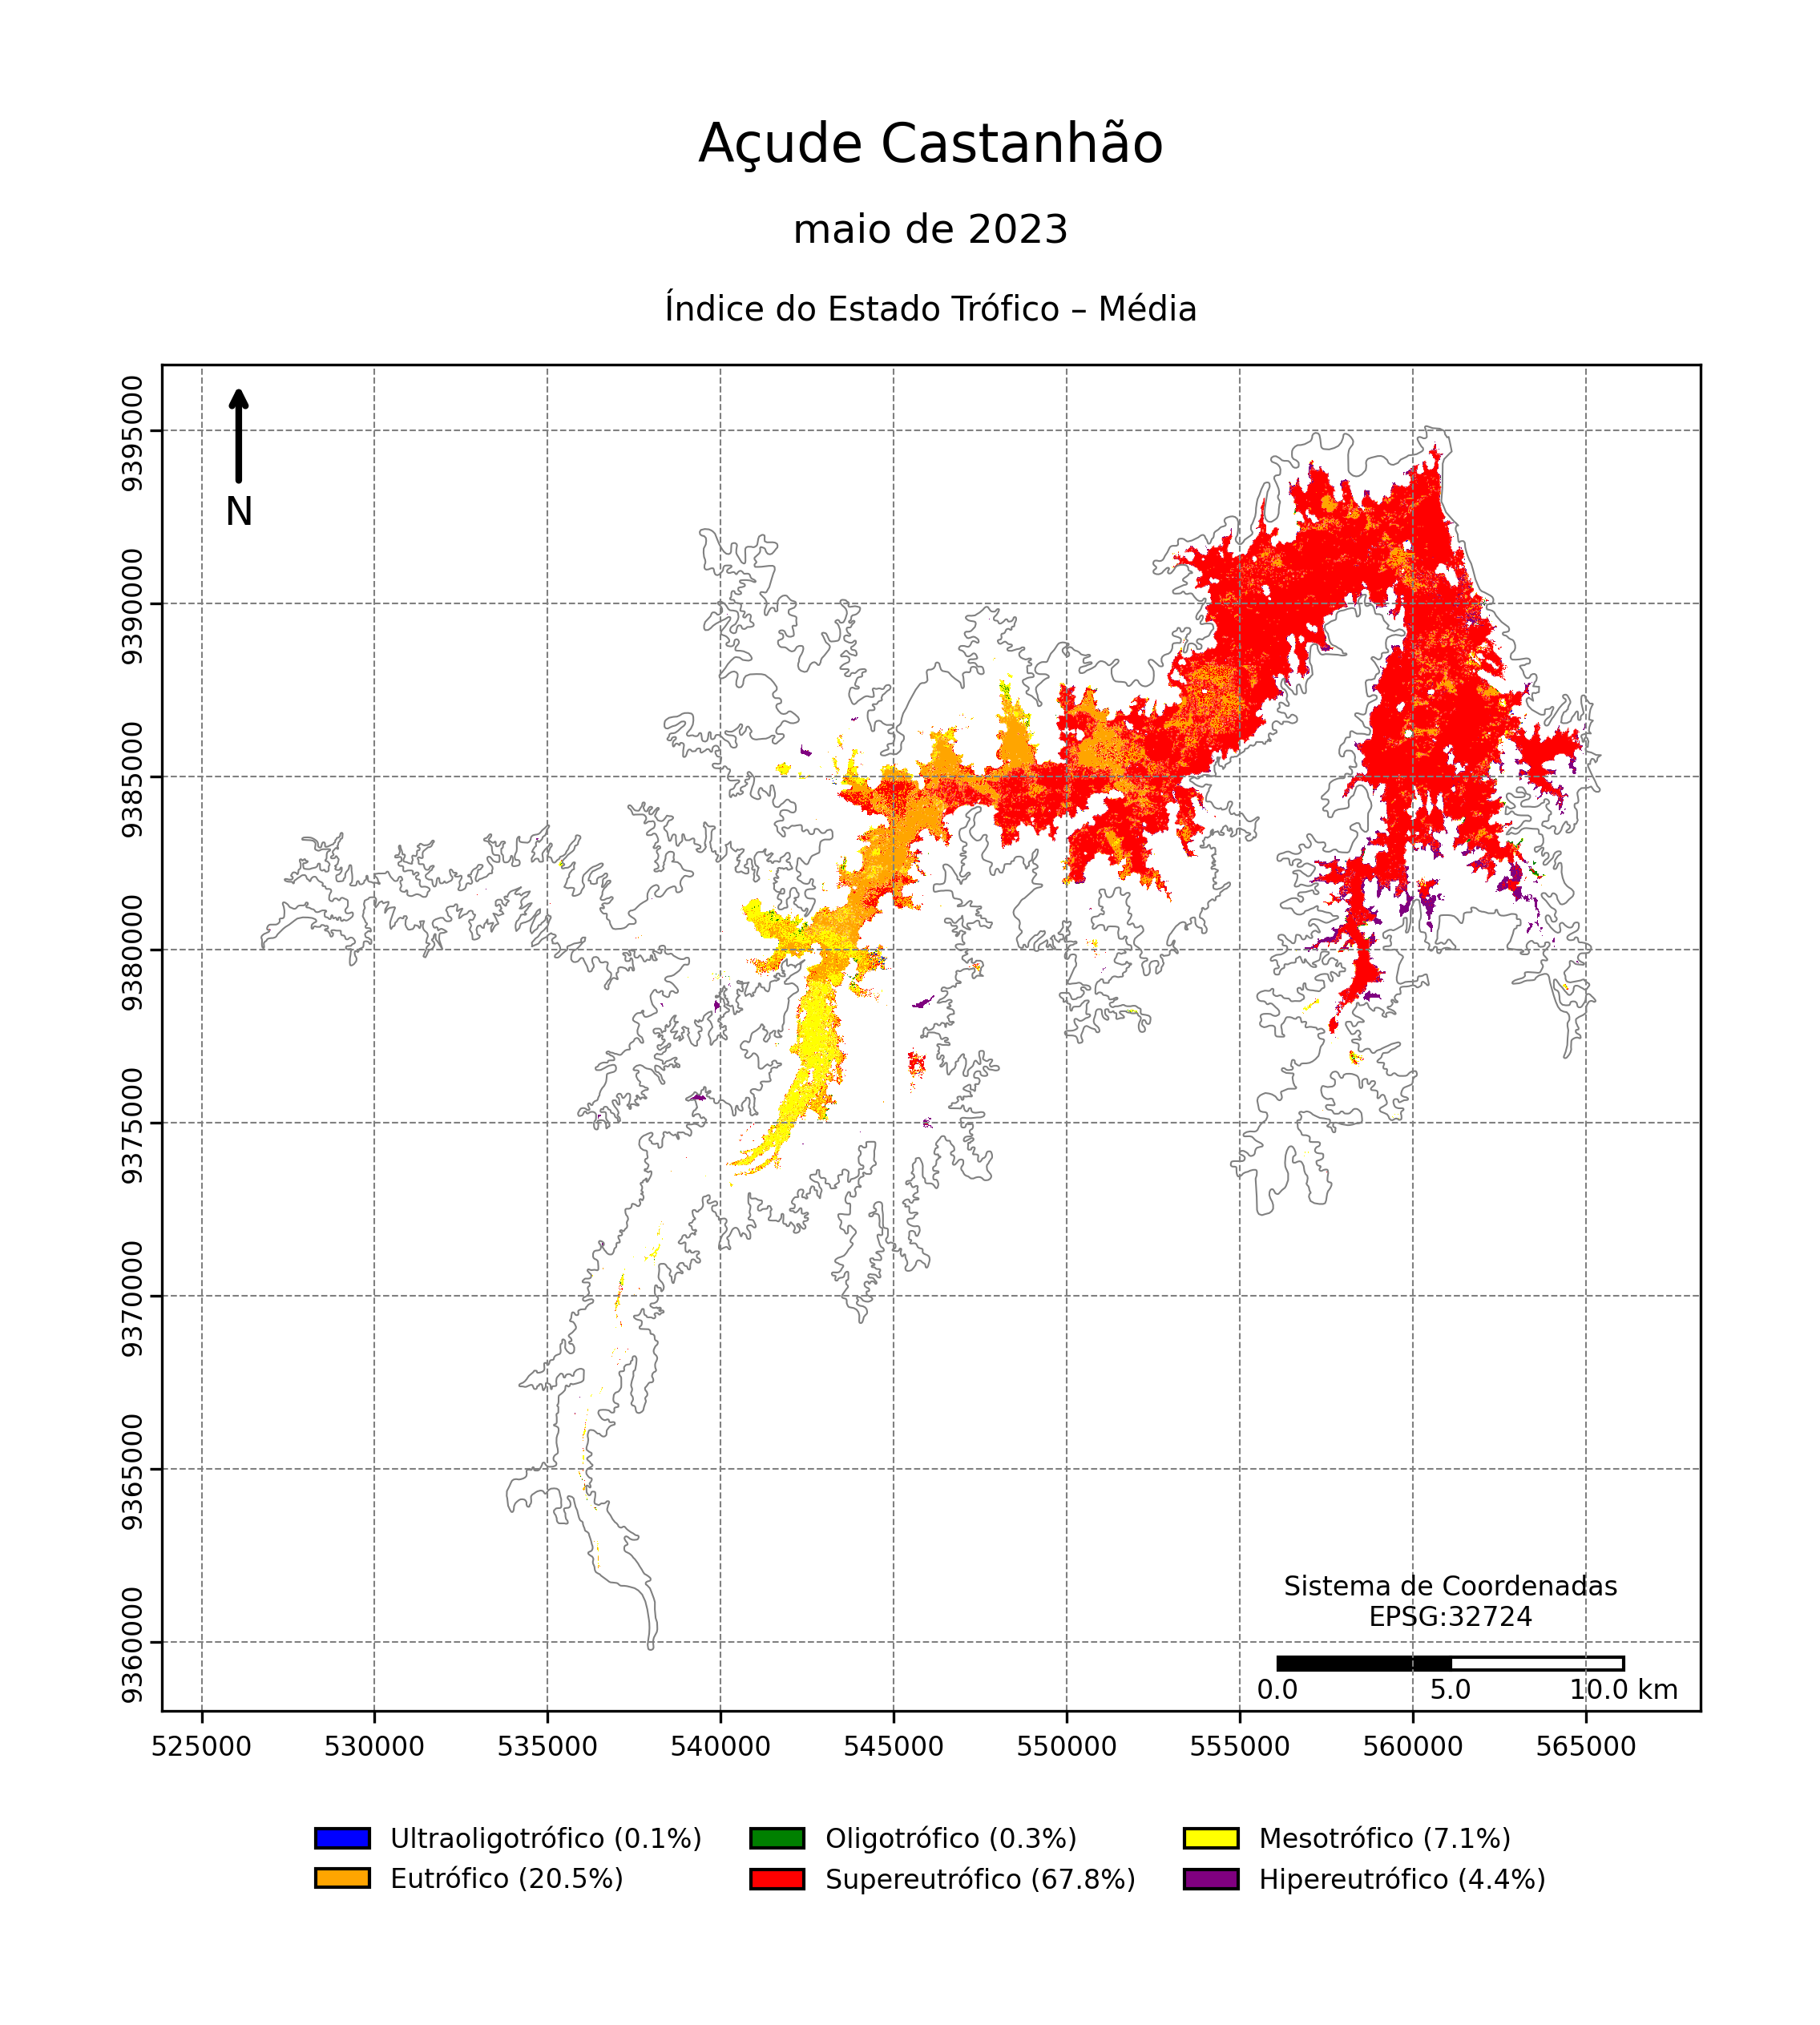 Açude Castanhão
maio de 2023
Índice do Estado Trófico – Média
N
9395000
9390000
9385000
9380000
9375000
9370000
9365000
9360000
Sistema de Coordenadas
EPSG:32724
0.0 5.0 10.0 km
525000 530000 535000 540000 545000 550000 555000 560000 565000
Ultraoligotrófico (0.1%) Oligotrófico (0.3%) Mesotrófico (7.1%)
Eutrófico (20.5%) Supereutrófico (67.8%) Hipereutrófico (4.4%)